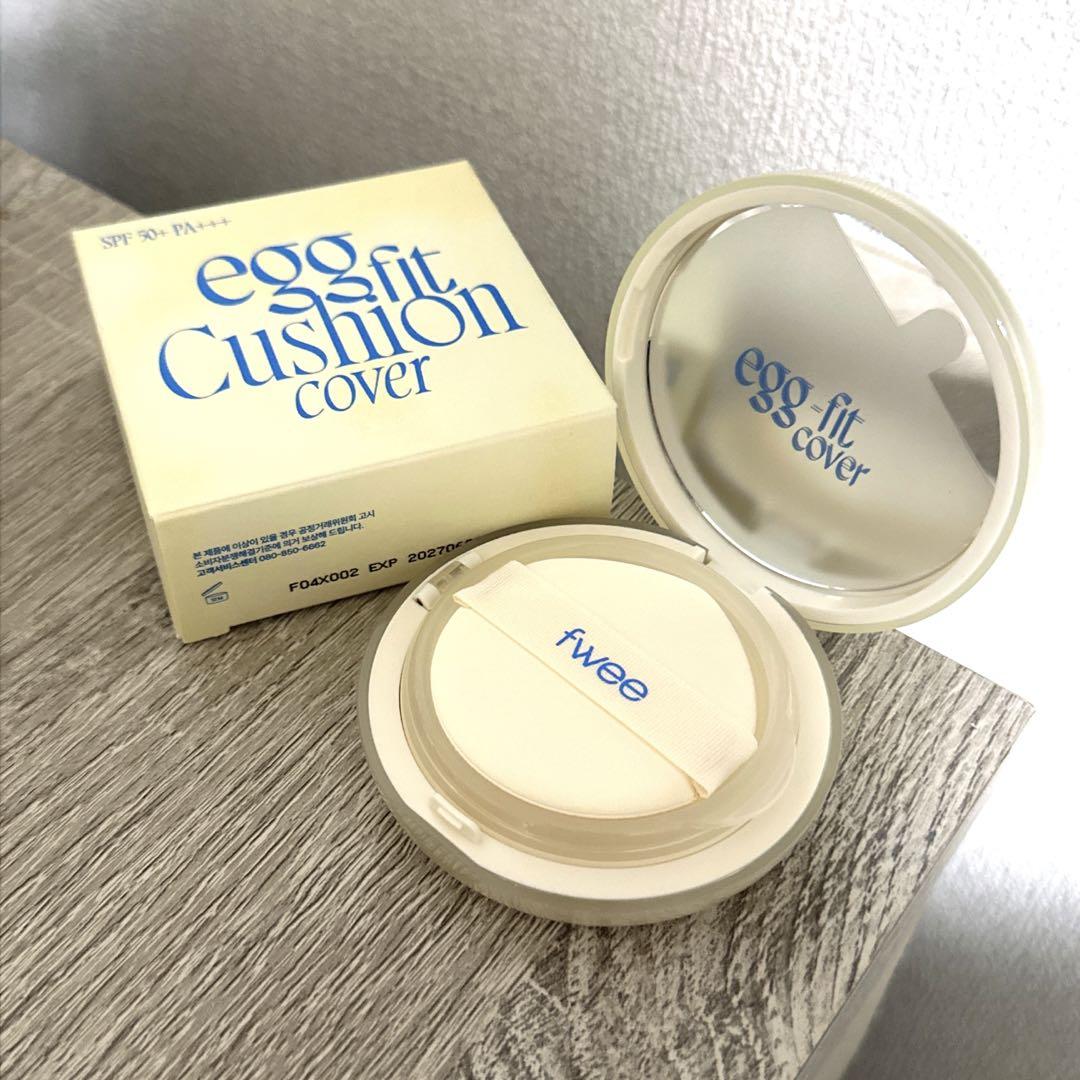 SPF 50+ PA+++
egg fit
Cushion
cover
본 제품에 이상이 있을 경우 공정거래위원회 고시
소비자분쟁해결기준에 의거 보상해 드립니다.
고객서비스센터 080-850-6662
F04X002 EXP 202706
egg=fit
cover
fwee